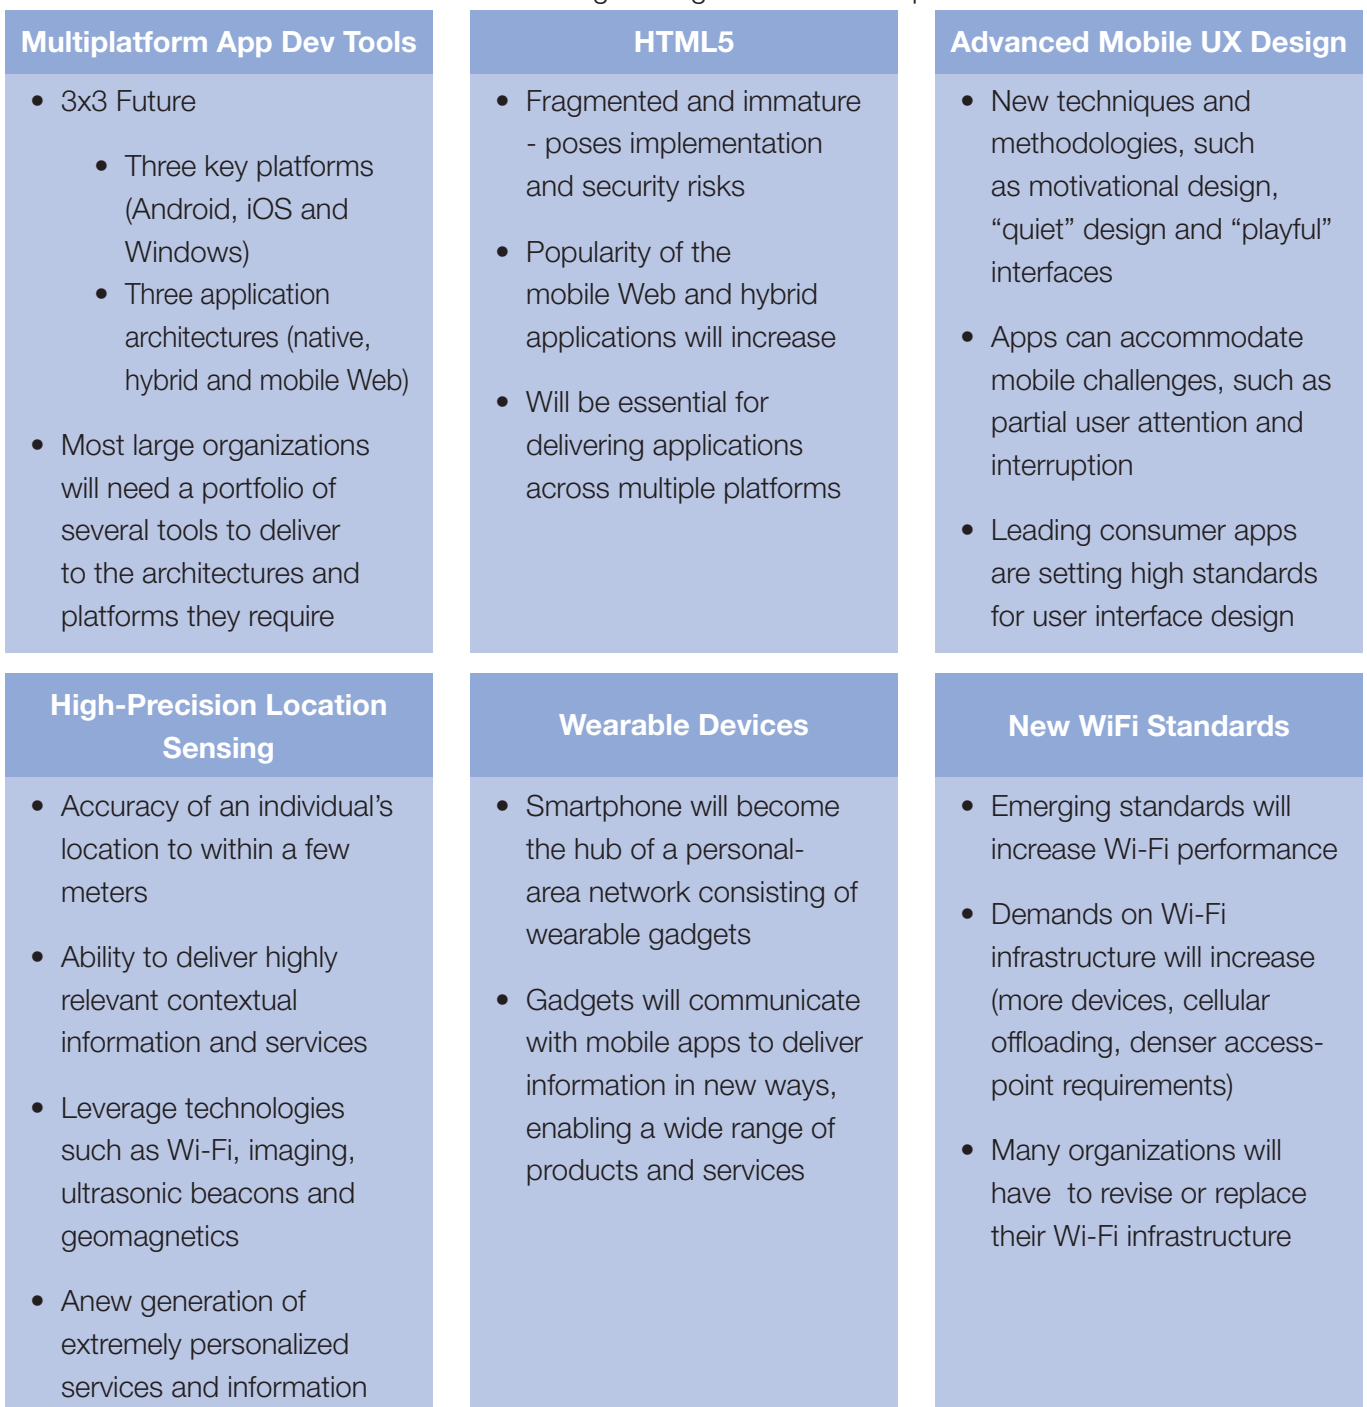 Multiplatform App Dev Tools
• 3x3 Future
• Three key platforms
(Android, iOS and
Windows)
• Three application
architectures (native,
hybrid and mobile Web)
• Most large organizations
will need a portfolio of
several tools to deliver
to the architectures and
platforms they require
HTML5
• Fragmented and immature
- poses implementation
and security risks
• Popularity of the
mobile Web and hybrid
applications will increase
• Will be essential for
delivering applications
across multiple platforms
Advanced Mobile UX Design
• New techniques and
methodologies, such
as motivational design,
“quiet” design and “playful”
interfaces
• Apps can accommodate
mobile challenges, such as
partial user attention and
interruption
• Leading consumer apps
are setting high standards
for user interface design
High-Precision Location
Sensing
• Accuracy of an individual’s
location to within a few
meters
• Ability to deliver highly
relevant contextual
information and services
• Leverage technologies
such as Wi-Fi, imaging,
ultrasonic beacons and
geomagnetics
• Anew generation of
extremely personalized
services and information
Wearable Devices
• Smartphone will become
the hub of a personal-
area network consisting of
wearable gadgets
• Gadgets will communicate
with mobile apps to deliver
information in new ways,
enabling a wide range of
products and services
New WiFi Standards
• Emerging standards will
increase Wi-Fi performance
• Demands on Wi-Fi
infrastructure will increase
(more devices, cellular
offloading, denser access-
point requirements)
• Many organizations will
have  to revise or replace
their Wi-Fi infrastructure